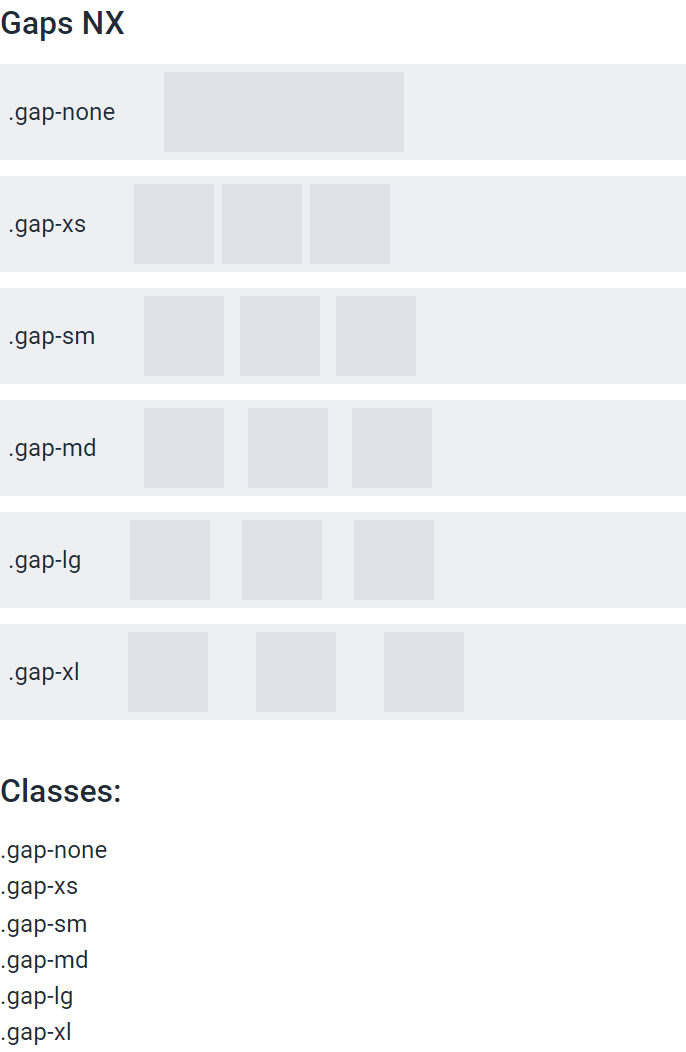 Gaps NX
.gap-none
.gap-xs
.gap-sm
.gap-md
.gap-lg
.gap-xl
Classes:
.gap-none
.gap-xs
.gap-sm
.gap-md
.gap-lg
.gap-xl